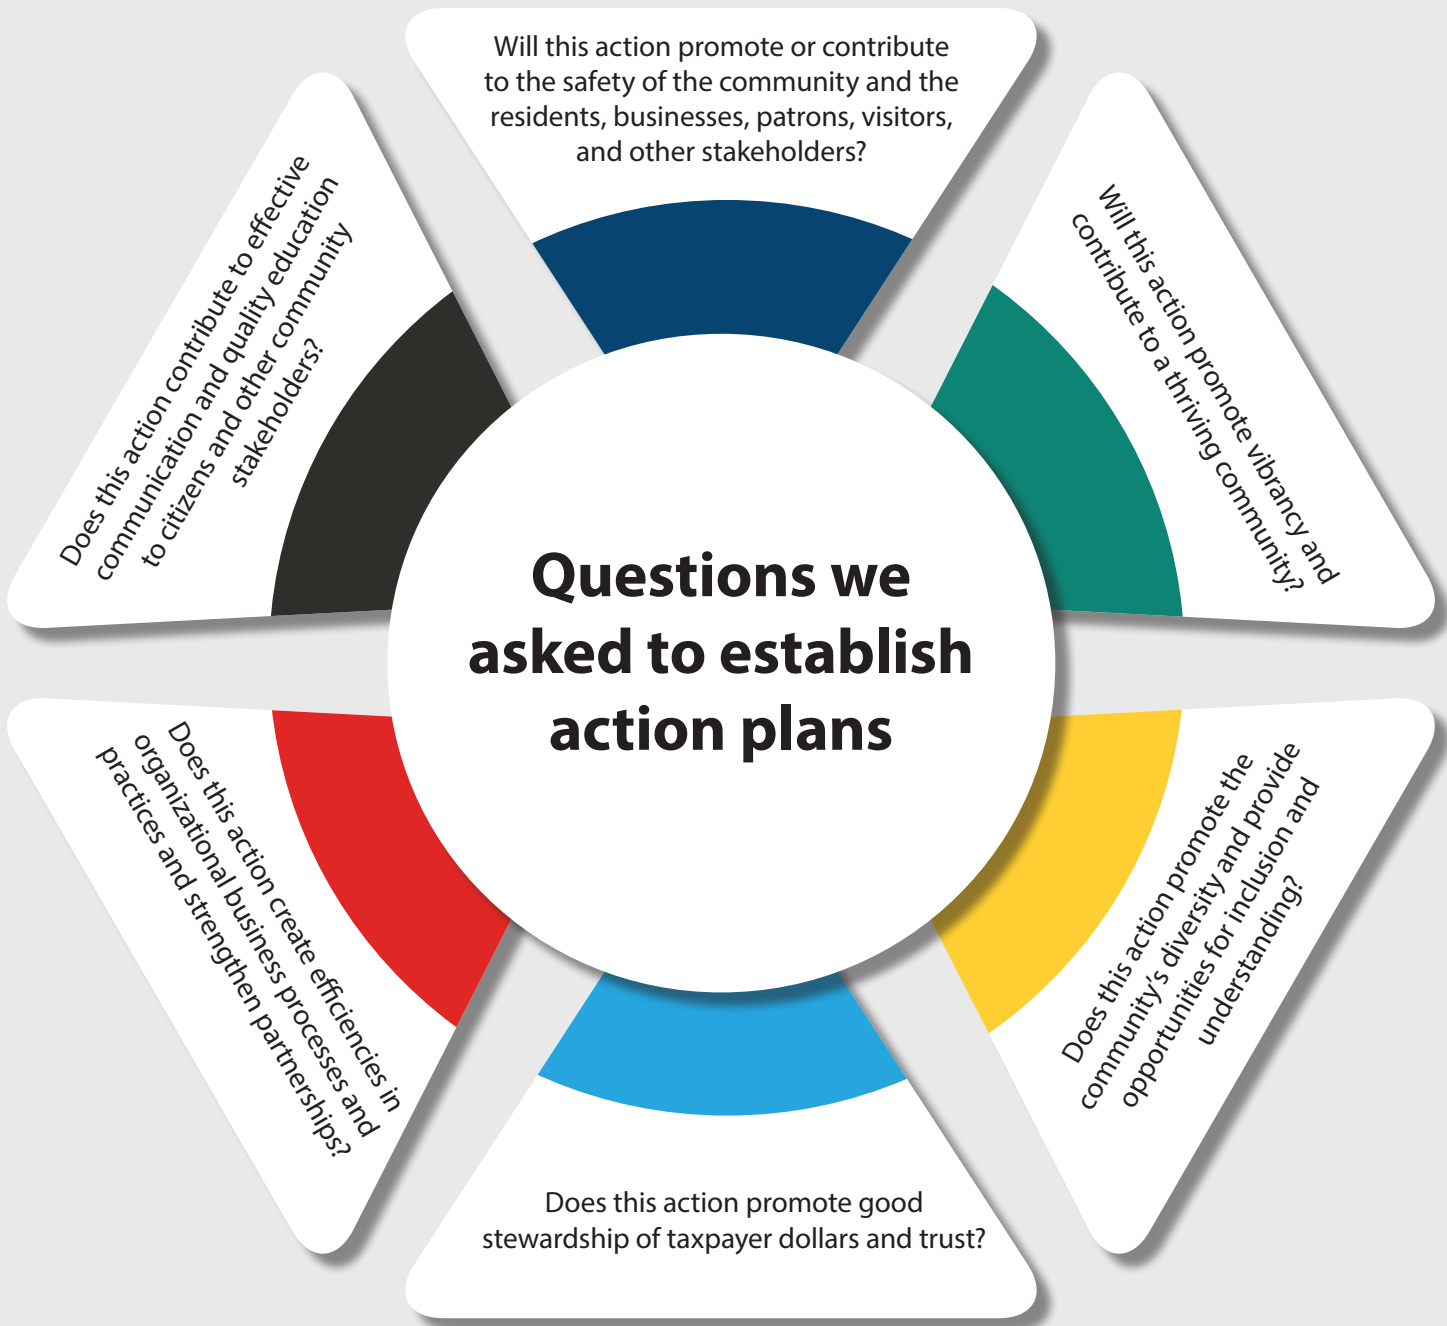 Will this action promote or contribute
to the safety of the community and the
residents, businesses, patrons, visitors,
and other stakeholders?
Will this action promote vibrancy and
contribute to a thriving community?
Does this action promote the
community's diversity and provide
opportunities for inclusion and
understanding?
Does this action promote good
stewardship of taxpayer dollars and trust?
Does this action create efficiencies in
organizational business processes and
practices and strengthen partnerships?
Does this action contribute to effective
communication and quality education
to citizens and other community
stakeholders?
Questions we
asked to establish
action plans